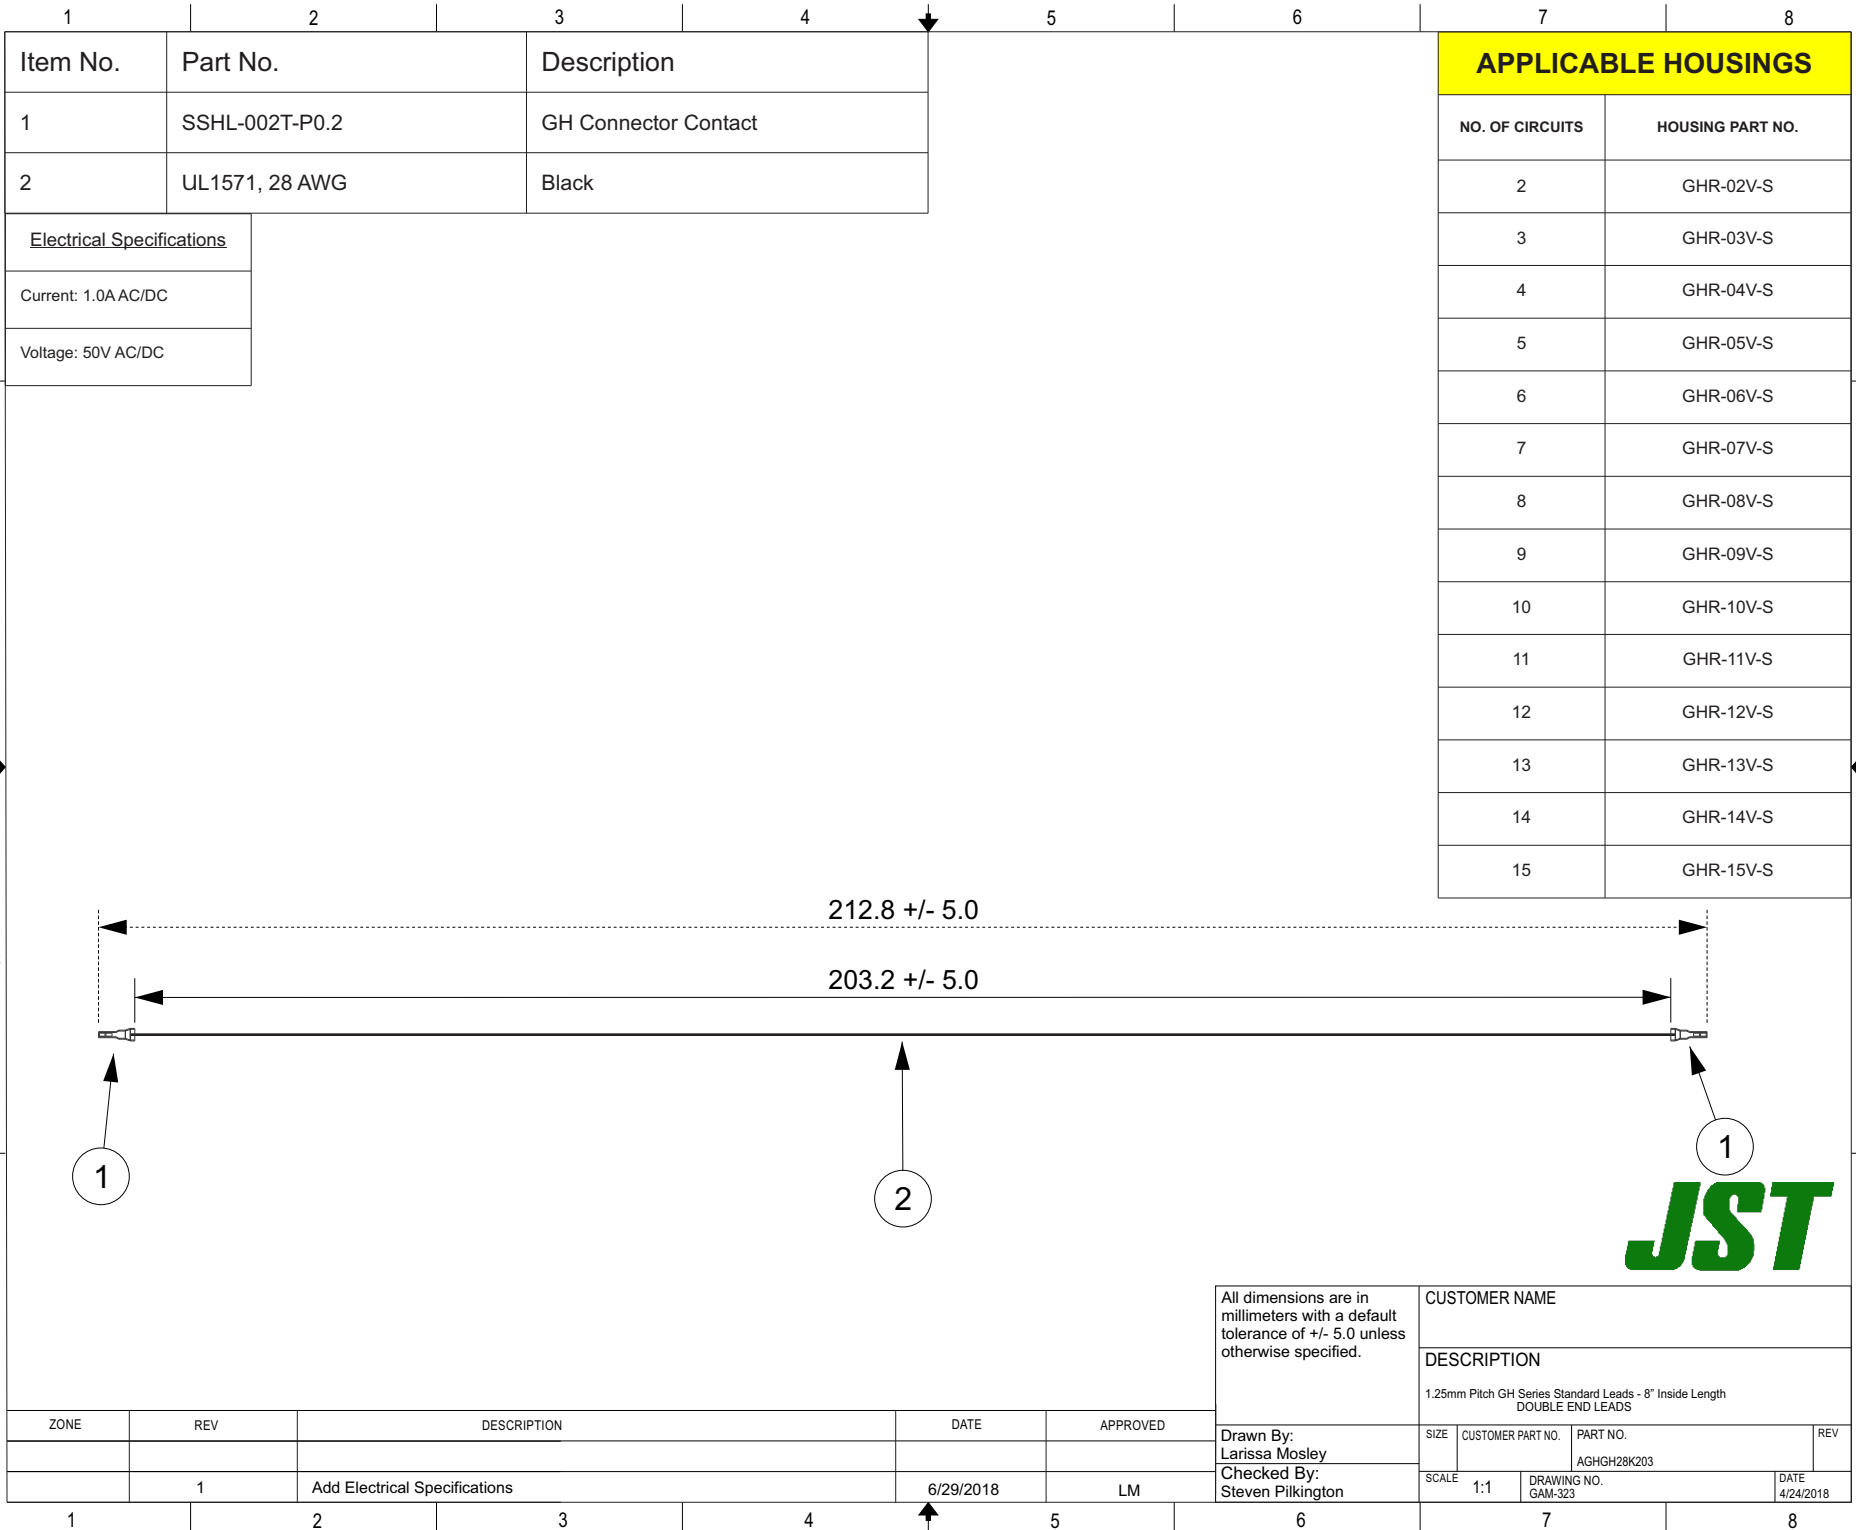 1 2 3 4 5 6 7 8
Item No. Part No. Description
1 SSHL-002T-P0.2 GH Connector Contact
2 UL1571, 28 AWG Black
Electrical Specifications
Current: 1.0A AC/DC
Voltage: 50V AC/DC
APPLICABLE HOUSINGS
NO. OF CIRCUITS HOUSING PART NO.
2 GHR-02V-S
3 GHR-03V-S
4 GHR-04V-S
5 GHR-05V-S
6 GHR-06V-S
7 GHR-07V-S
8 GHR-08V-S
9 GHR-09V-S
10 GHR-10V-S
11 GHR-11V-S
12 GHR-12V-S
13 GHR-13V-S
14 GHR-14V-S
15 GHR-15V-S
212.8 +/- 5.0
203.2 +/- 5.0
1
2
1
JST
All dimensions are in
millimeters with a default
tolerance of +/- 5.0 unless
otherwise specified.
CUSTOMER NAME
DESCRIPTION
1.25mm Pitch GH Series Standard Leads - 8" Inside Length
DOUBLE END LEADS
ZONE REV DESCRIPTION DATE APPROVED
1 Add Electrical Specifications 6/29/2018 LM
Drawn By:
Larissa Mosley
Checked By:
Steven Pilkington
SIZE CUSTOMER PART NO. PART NO. REV
AGHGH28K203
SCALE 1:1 DRAWING NO. DATE
GAM-323 4/24/2018
1 2 3 4 5 6 7 8